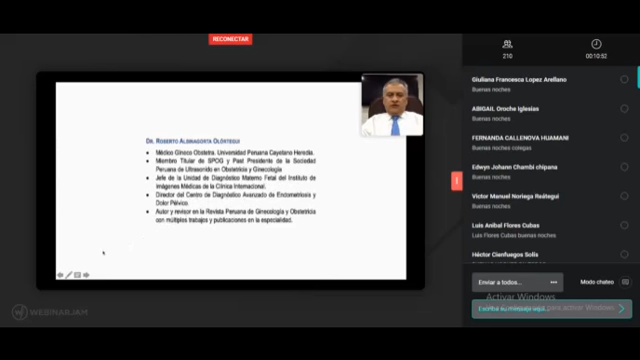 RECONECTAR
210
00:10:52
DR. ROBERTO ALBINAGORTA OLÓRTEGUI
• Médico Gineco Obstetra. Universidad Peruana Cayetano Heredia.
• Miembro Titular de SPOG y Past Presidente de la Sociedad
Peruana de Ultrasonido en Obstetricia y Ginecología
• Jefe de la Unidad de Diagnóstico Materno Fetal del Instituto de
Imágenes Médicas de la Clínica Internacional.
• Director del Centro de Diagnóstico Avanzado de Endometriosis y
Dolor Pélvico.
• Autor y revisor en la Revista Peruana de Ginecología y Obstetricia
con múltiples trabajos y publicaciones en la especialidad.
WEBINARJAM
Giuliana Francesca Lopez Arellano
Buenas noches
ABIGAIL Oroche Iglesias
Buenas noches
FERNANDA CALLENOVA HUAMANI
Buenas noches colegas
Edwyn Johann Chambi chipana
Buenas noches
Victor Manuel Noriega Reátegui
Buenas noches
Luis Anibal Flores Cubas
Luis Flores Cubas buenas noches
Héctor Cienfuegos Solis
Enviar a todos...
Modo chateo
Activar Windows
para activar Windows